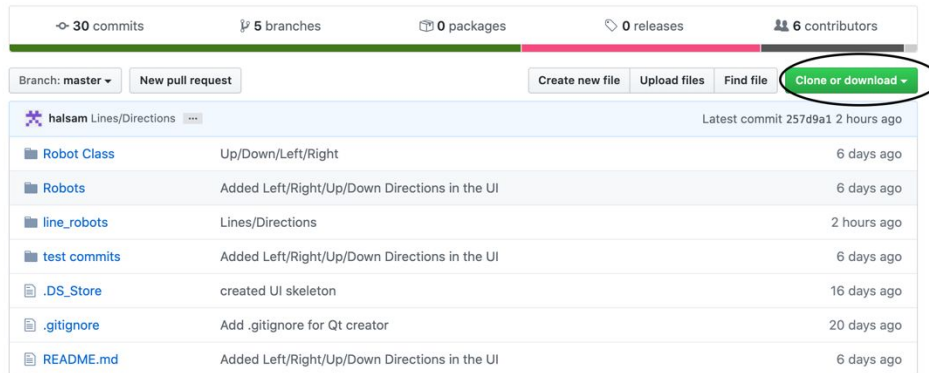 30 commits 5 branches 0 packages 0 releases 6 contributors
Branch: master New pull request Create new file Upload files Find file Clone or download
halsam Lines/Directions ... Latest commit 257d9a1 2 hours ago
Robot Class Up/Down/Left/Right 6 days ago
Robots Added Left/Right/Up/Down Directions in the UI 6 days ago
line_robots Lines/Directions 2 hours ago
test commits Added Left/Right/Up/Down Directions in the UI 6 days ago
.DS_Store created UI skeleton 16 days ago
.gitignore Add .gitignore for Qt creator 20 days ago
README.md Added Left/Right/Up/Down Directions in the UI 6 days ago